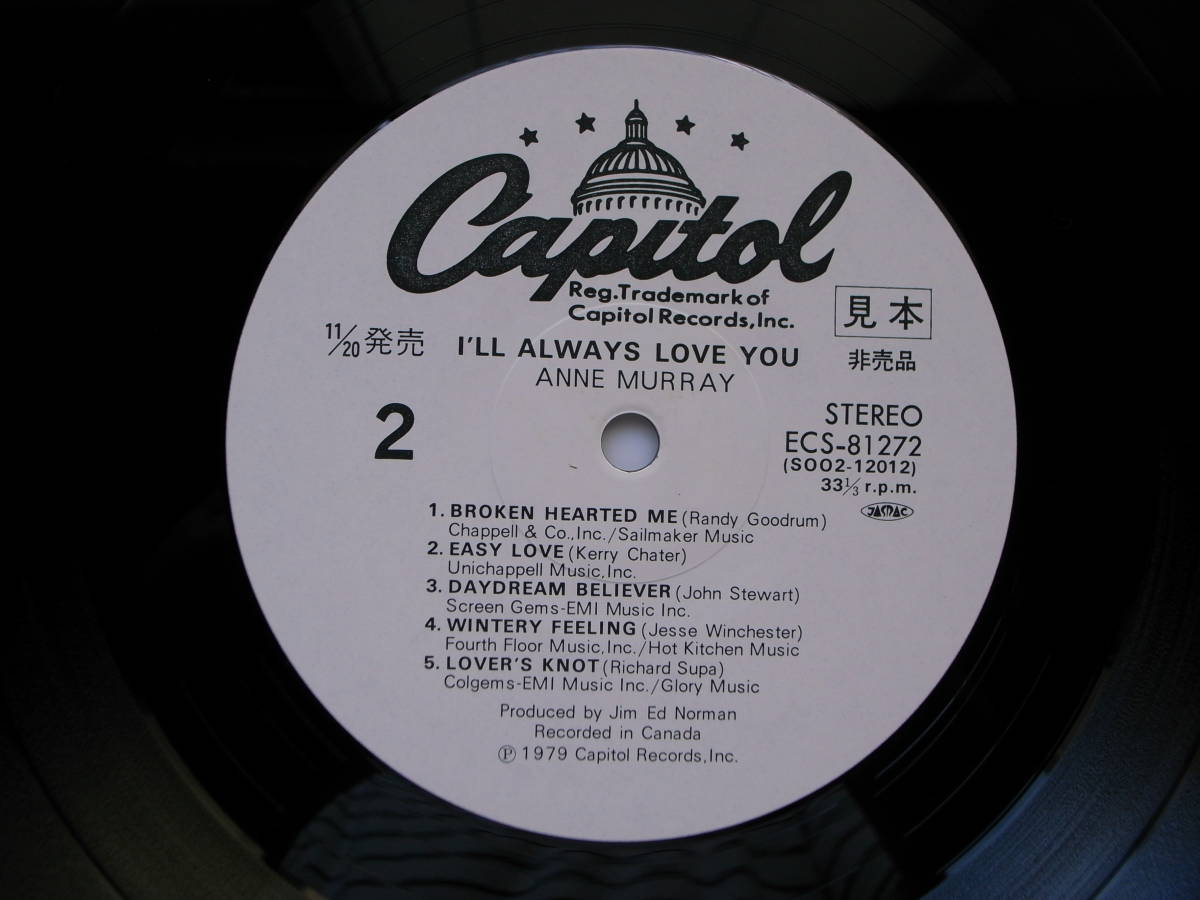 Capitol
Reg.Trademark of
Capitol Records,Inc.
見本
非売品
11/20発売
I'LL ALWAYS LOVE YOU
ANNE MURRAY
2
STEREO
ECS-81272
(SOO2-12012)
33 1/3 r.p.m.
JASRAC
1. BROKEN HEARTED ME (Randy Goodrum)
Chappell & Co.,Inc./Sailmaker Music
2. EASY LOVE (Kerry Chater)
Unichappell Music,Inc.
3. DAYDREAM BELIEVER (John Stewart)
Screen Gems-EMI Music Inc.
4. WINTERY FEELING (Jesse Winchester)
Fourth Floor Music,Inc./Hot Kitchen Music
5. LOVER'S KNOT (Richard Supa)
Colgems-EMI Music Inc./Glory Music
Produced by Jim Ed Norman
Recorded in Canada
Ⓟ 1979 Capitol Records,Inc.